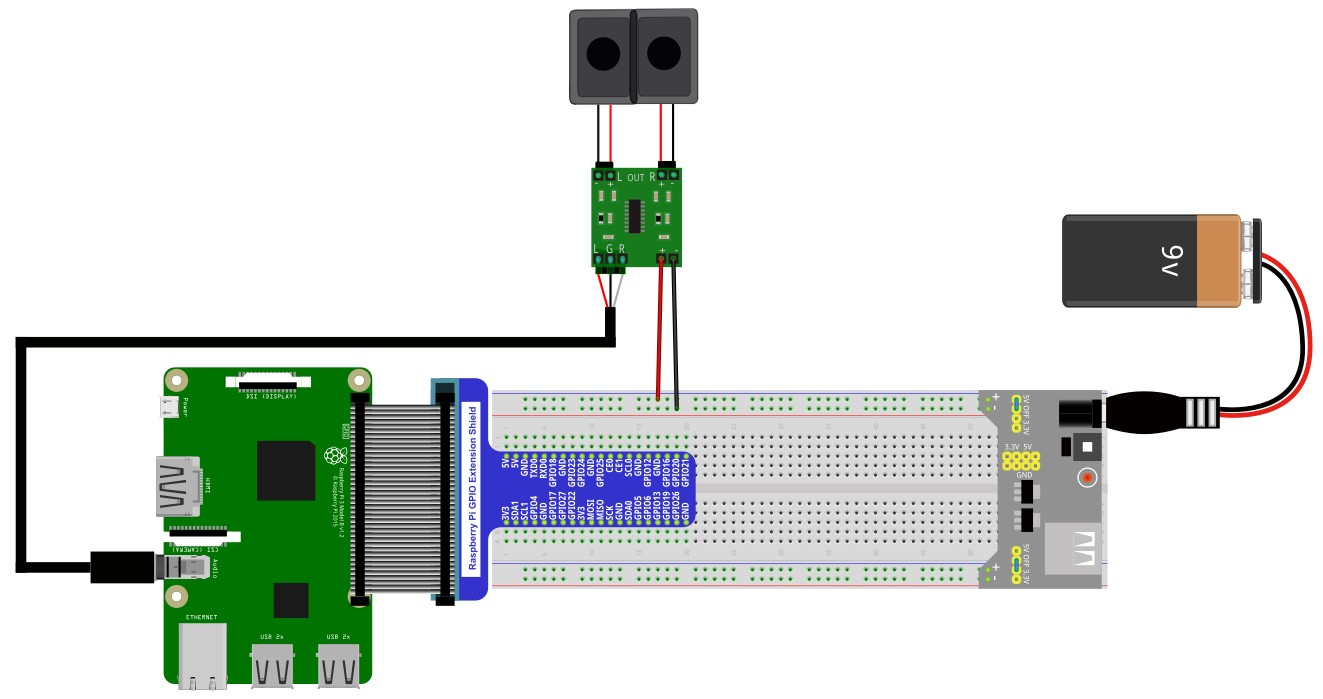 L OUT R
- + + -
L G R + -
9V
DSI (DISPLAY)
Power
HDMI
Raspberry Pi 3 Model B V1.2
© Raspberry Pi 2015
CSI (CAMERA)
Audio
ETHERNET
USB 2x
USB 2x
GPIO
Raspberry Pi GPIO Extension Shield
5V
5V
GND
TXD0
RXD0
GPIO18
GND
GPIO23
GPIO24
GND
GPIO25
CE0
CE1
SCL0
GND
GPIO12
GND
GPIO16
GPIO20
GPIO21
3V3
SDA1
SCL1
GPIO4
GND
GPIO17
GPIO27
GPIO22
3V3
MOSI
MISO
SCK
GND
SDA0
GPIO5
GPIO6
GPIO13
GPIO19
GPIO26
GND
+
-
5V OFF 3.3V
3.3V 5V
GND
5V OFF 3.3V
+
-